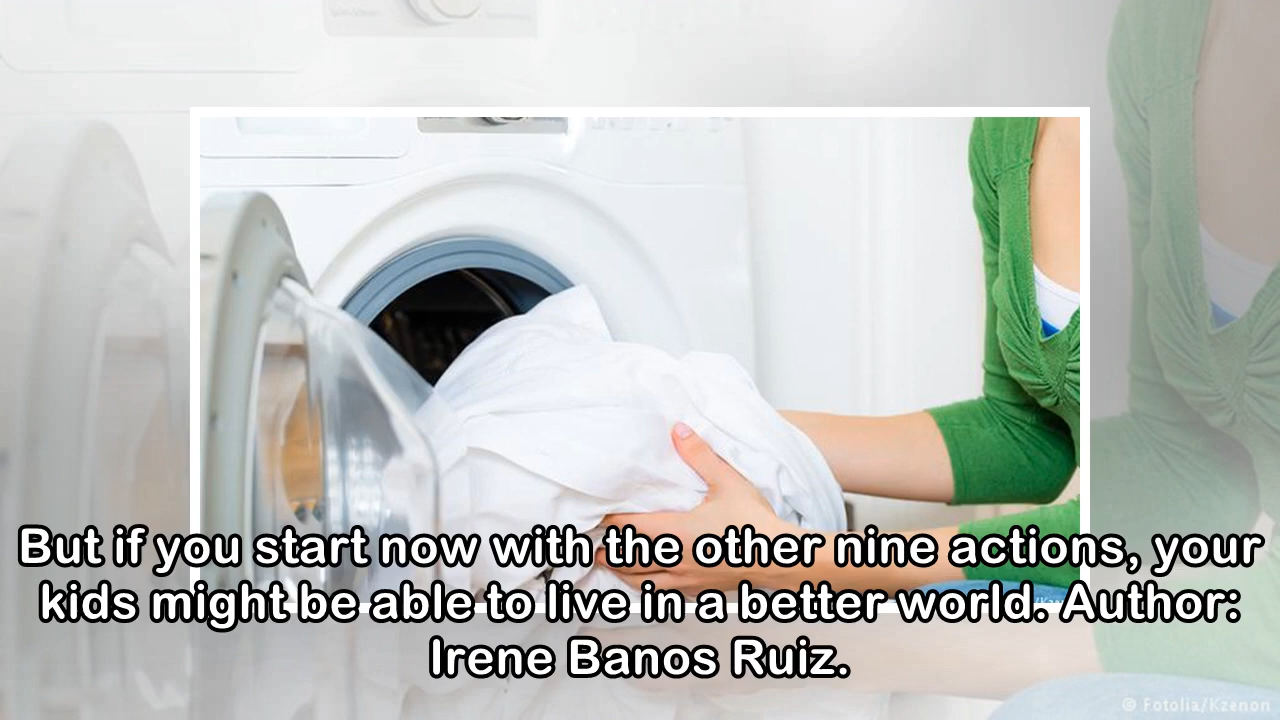 But if you start now with the other nine actions, your
kids might be able to live in a better world. Author:
Irene Banos Ruiz.
© Fotolia/Kzenon